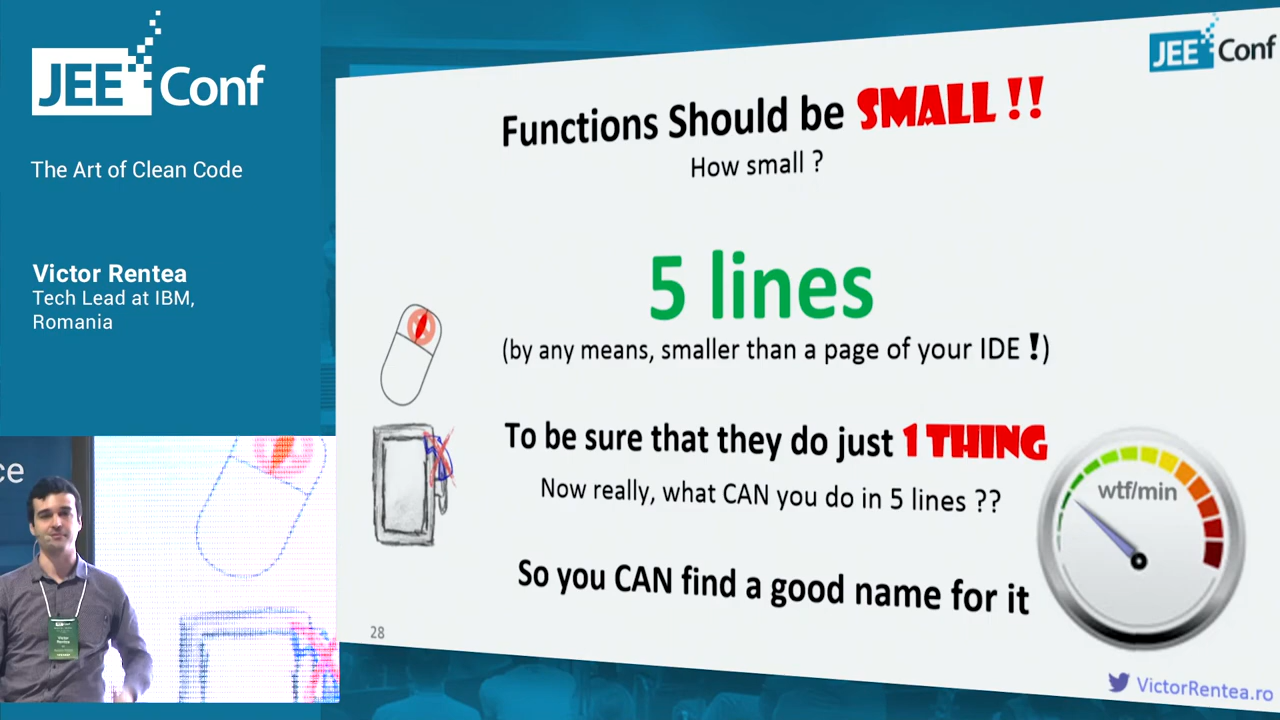 JEE Conf
The Art of Clean Code
Victor Rentea
Tech Lead at IBM,
Romania
ce
JEE Conf
Functions Should be SMALL !!
How small ?
5 lines
(by any means, smaller than a page of your IDE !)
To be sure that they do just 1 THING
Now really, what CAN you do in 5 lines ??
So you CAN find a good name for it
wtf/min
28
VictorRentea.ro
Victor
Rentea